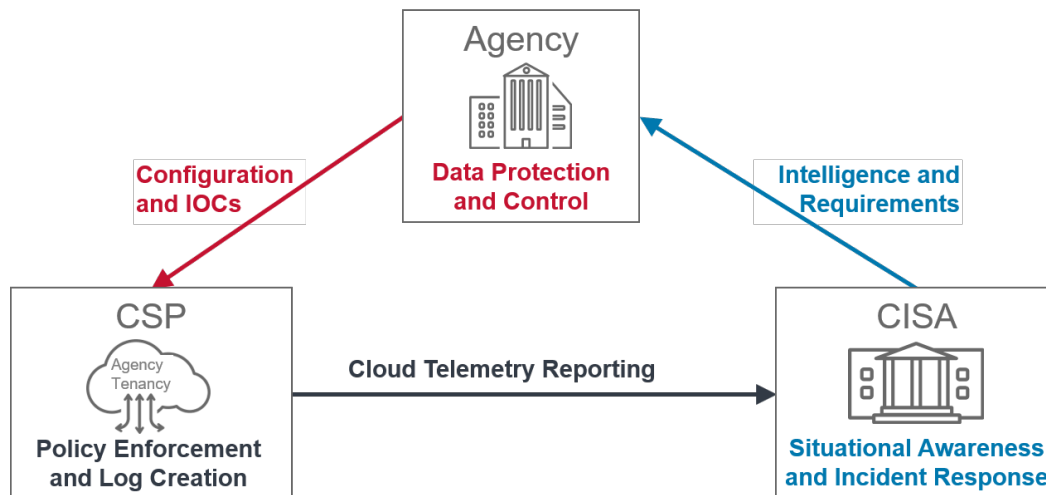 Agency
Data Protection
and Control
Configuration
and IOCs
Intelligence and
Requirements
CSP
Agency
Tenancy
Policy Enforcement
and Log Creation
Cloud Telemetry Reporting
CISA
Situational Awareness
and Incident Response